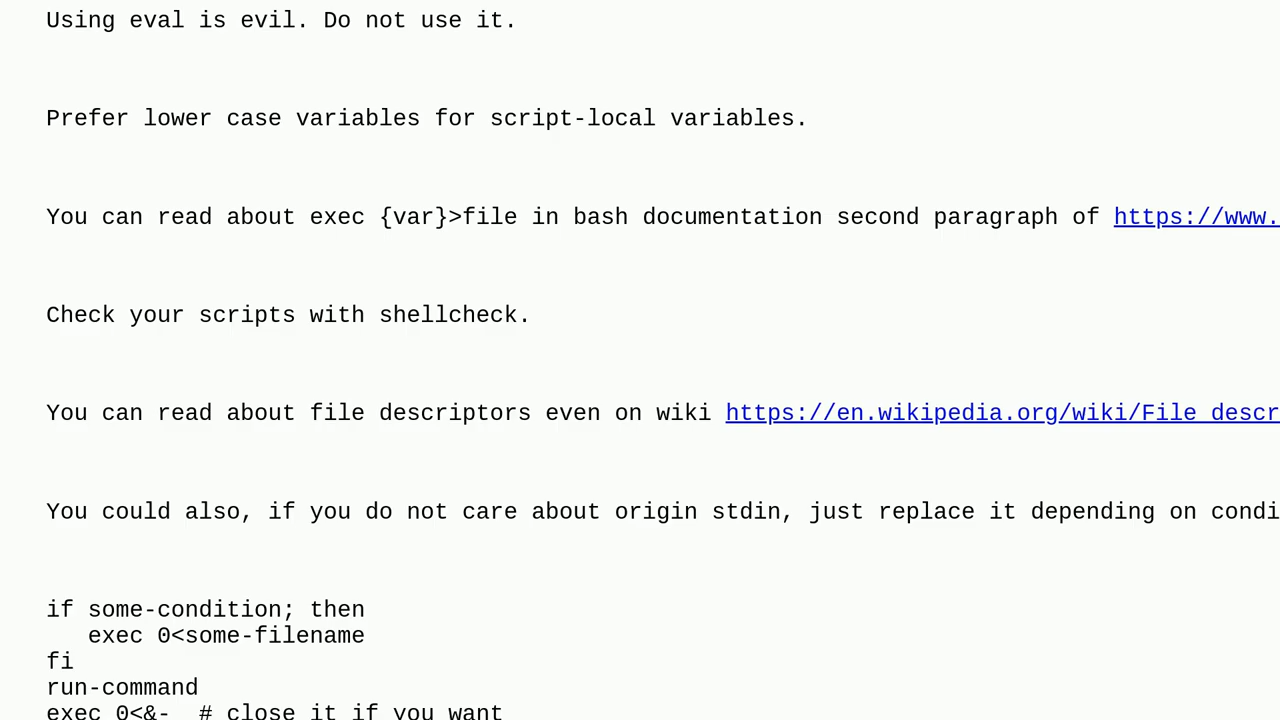 Using eval is evil. Do not use it.
Prefer lower case variables for script-local variables.
You can read about exec {var}>file in bash documentation second paragraph of https://www.
Check your scripts with shellcheck.
You can read about file descriptors even on wiki https://en.wikipedia.org/wiki/File_descr
You could also, if you do not care about origin stdin, just replace it depending on condi
if some-condition; then
   exec 0<some-filename
fi
run-command
exec 0<&-  # close it if you want